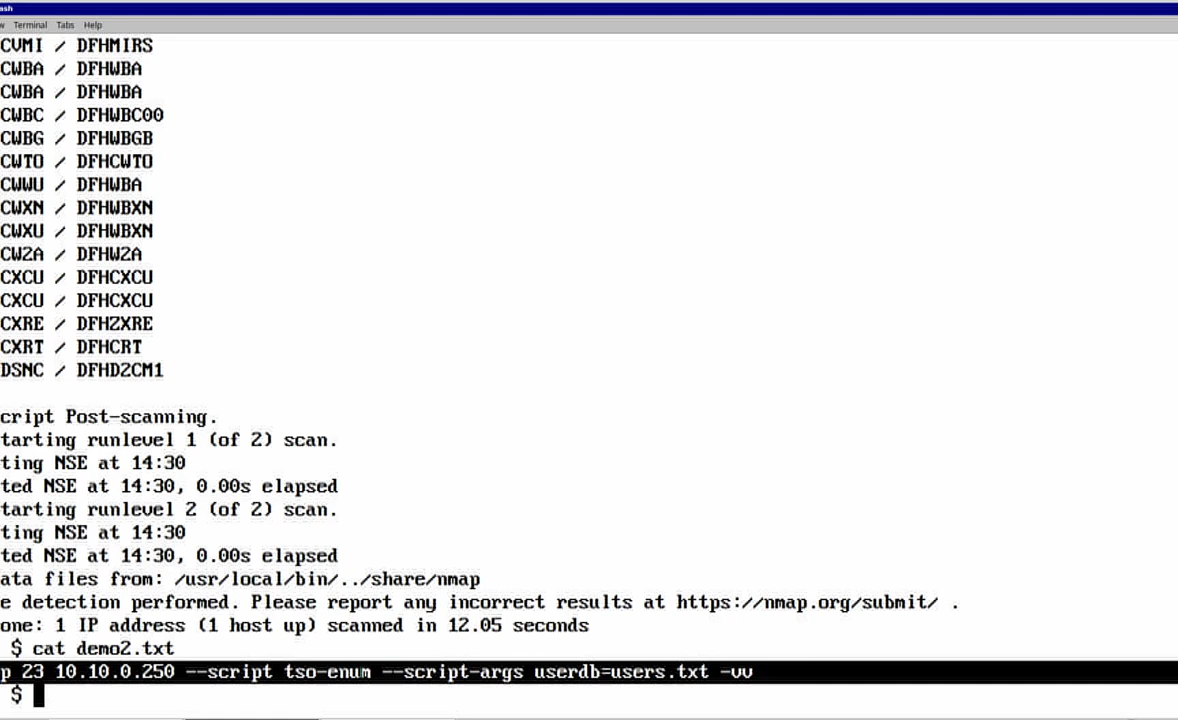 ash
w Terminal Tabs Help
CVMI / DFHMIRS
CWBA / DFHWBA
CWBA / DFHWBA
CWBC / DFHWBC00
CWBG / DFHWBGB
CWTO / DFHCWTO
CWWU / DFHWBA
CWXN / DFHWBXN
CWXU / DFHWBXN
CW2A / DFHW2A
CXCU / DFHCXCU
CXCU / DFHCXCU
CXRE / DFHZXRE
CXRT / DFHCRT
DSNC / DFHD2CM1
cript Post-scanning.
tarting runlevel 1 (of 2) scan.
ting NSE at 14:30
ted NSE at 14:30, 0.00s elapsed
tarting runlevel 2 (of 2) scan.
ting NSE at 14:30
ted NSE at 14:30, 0.00s elapsed
ata files from: /usr/local/bin/../share/nmap
e detection performed. Please report any incorrect results at https://nmap.org/submit/ .
one: 1 IP address (1 host up) scanned in 12.05 seconds
$ cat demo2.txt
p 23 10.10.0.250 --script tso-enum --script-args userdb=users.txt -vv
$